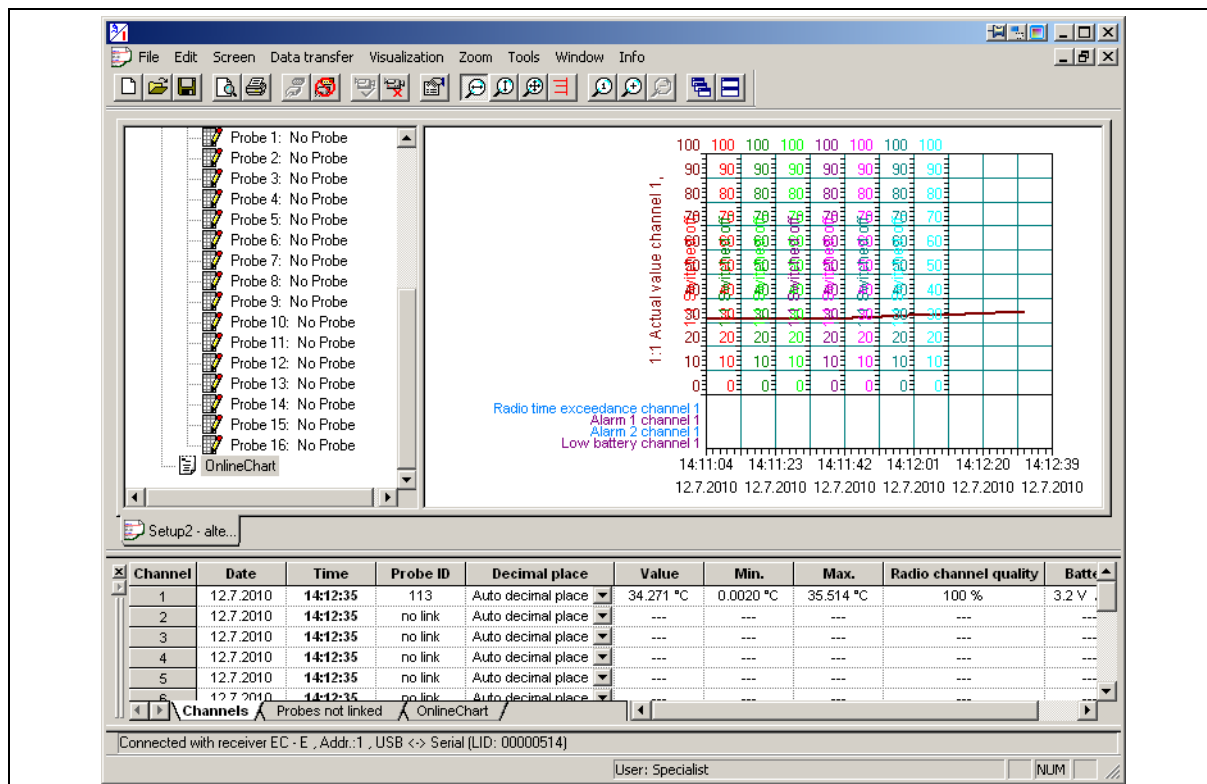 File Edit Screen Data transfer Visualization Zoom Tools Window Info
Probe 1: No Probe
Probe 2: No Probe
Probe 3: No Probe
Probe 4: No Probe
Probe 5: No Probe
Probe 6: No Probe
Probe 7: No Probe
Probe 8: No Probe
Probe 9: No Probe
Probe 10: No Probe
Probe 11: No Probe
Probe 12: No Probe
Probe 13: No Probe
Probe 14: No Probe
Probe 15: No Probe
Probe 16: No Probe
OnlineChart
1:1 Actual value channel 1,
100 100 100 100 100 100 100 100
90 90 90 90 90 90 90 90
80 80 80 80 80 80 80 80
70 70 70 70 70 70 70 70
60 60 60 60 60 60 60 60
50 50 50 50 50 50 50 50
40 40 40 40 40 40 40 40
30 30 30 30 30 30 30 30
20 20 20 20 20 20 20 20
10 10 10 10 10 10 10 10
0 0 0 0 0 0 0 0
Radio time exceedance channel 1
Alarm 1 channel 1
Alarm 2 channel 1
Low battery channel 1
14:11:04 14:11:23 14:11:42 14:12:01 14:12:20 14:12:39
12.7.2010 12.7.2010 12.7.2010 12.7.2010 12.7.2010 12.7.2010
Setup2 - alte...
Channel Date Time Probe ID Decimal place Value Min. Max. Radio channel quality Batte
1 12.7.2010 14:12:35 113 Auto decimal place 34.271 °C 0.0020 °C 35.514 °C 100 % 3.2 V
2 12.7.2010 14:12:35 no link Auto decimal place --- --- --- --- ---
3 12.7.2010 14:12:35 no link Auto decimal place --- --- --- --- ---
4 12.7.2010 14:12:35 no link Auto decimal place --- --- --- --- ---
5 12.7.2010 14:12:35 no link Auto decimal place --- --- --- --- ---
6 12.7.2010 14:12:35 no link Auto decimal place --- --- --- --- ---
Channels Probes not linked OnlineChart
Connected with receiver EC - E , Addr.:1 , USB <-> Serial (LID: 00000514)
User: Specialist NUM